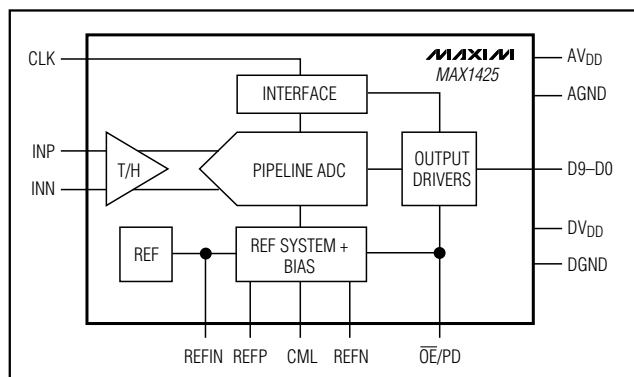 CLK
MAXIM
MAX1425
AVDD
AGND
INTERFACE
INP
INN
T/H
PIPELINE ADC
OUTPUT
DRIVERS
D9–D0
DVDD
DGND
REF
REF SYSTEM +
BIAS
REFIN
REFP
CML
REFN
O̅E̅/PD